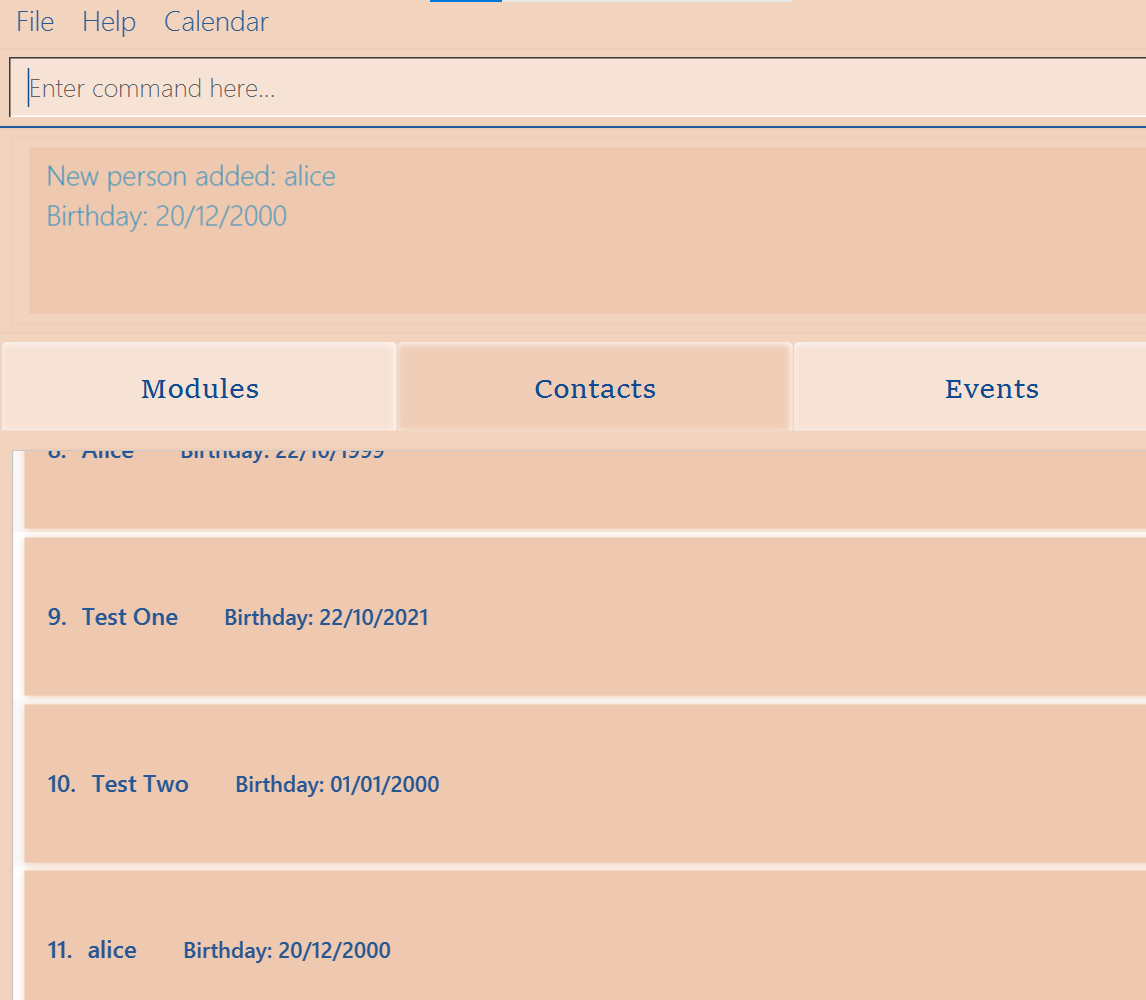 File Help Calendar
Enter command here...
New person added: alice
Birthday: 20/12/2000
Modules Contacts Events
8. Alice Birthday: 22/10/1999
9. Test One Birthday: 22/10/2021
10. Test Two Birthday: 01/01/2000
11. alice Birthday: 20/12/2000